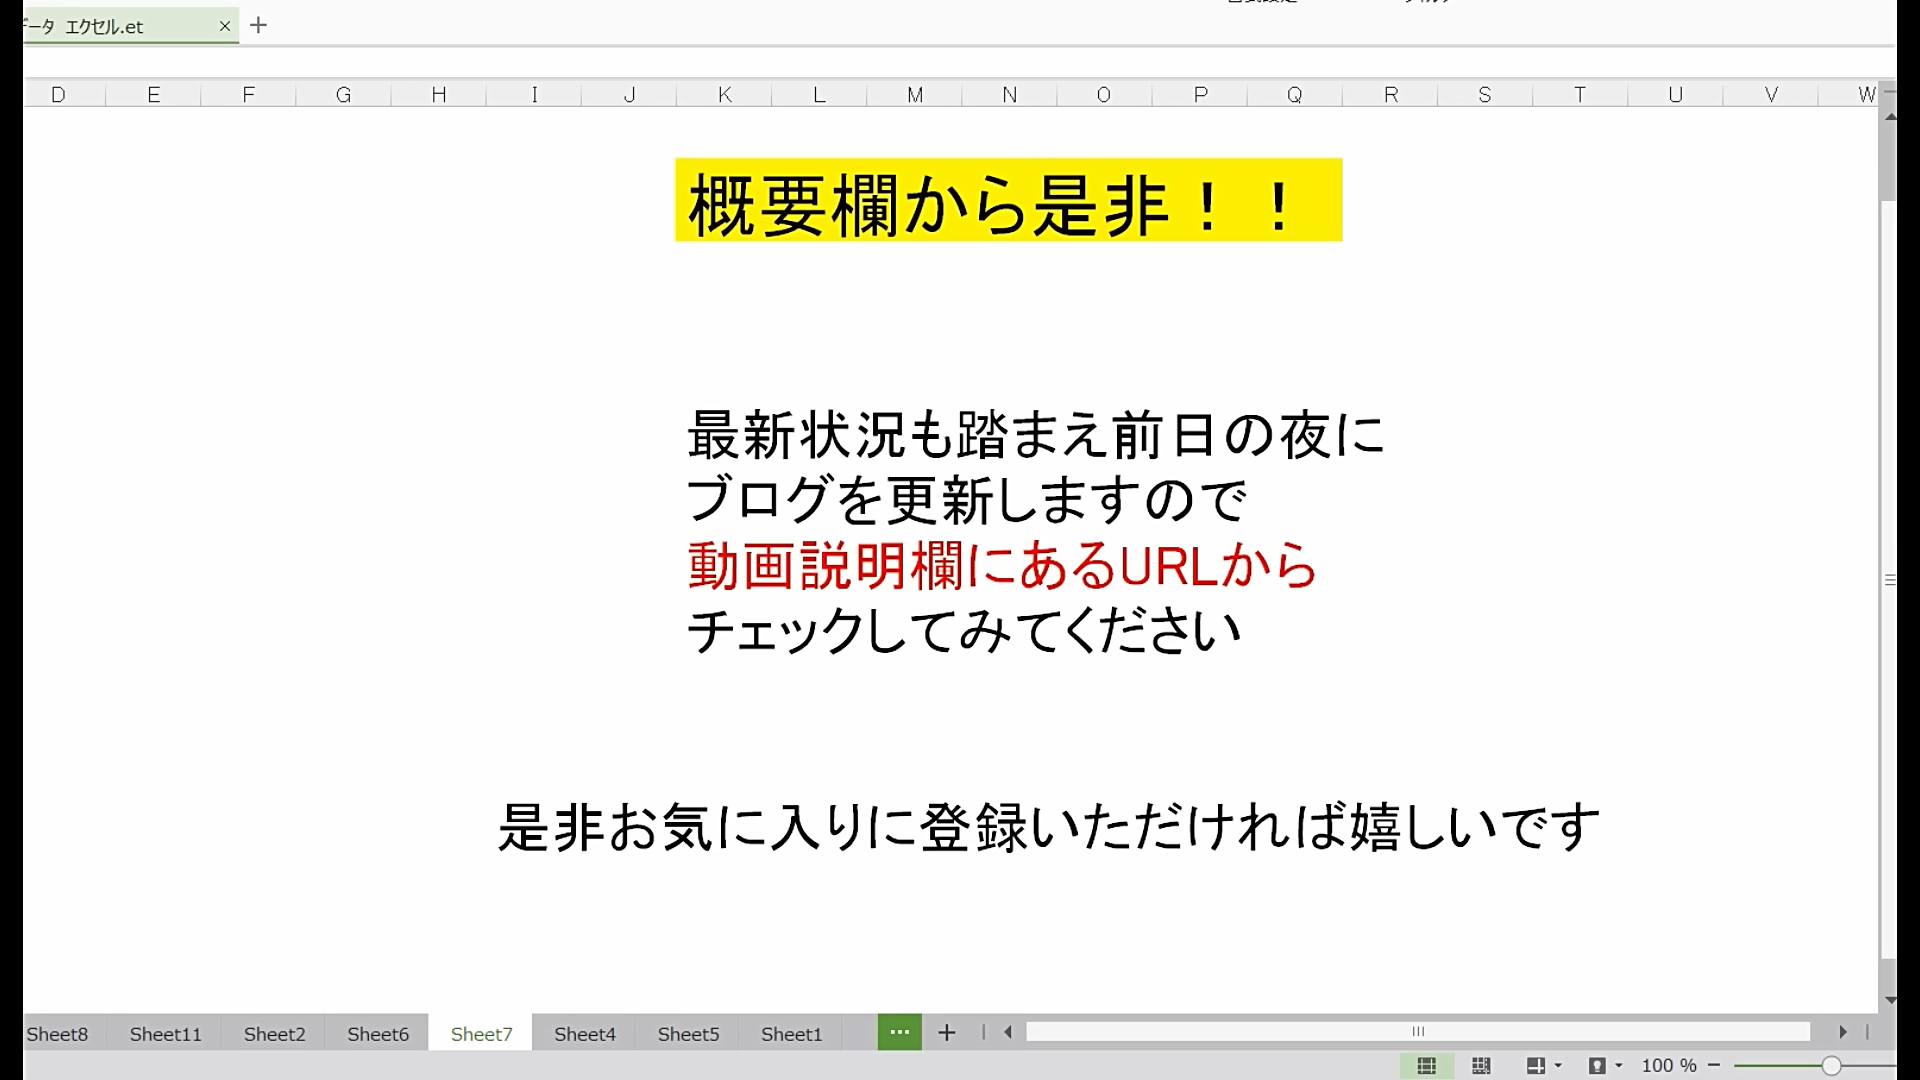 データ エクセル.et
D E F G H I J K L M N O P Q R S T U V W
概要欄から是非！！
最新状況も踏まえ前日の夜に
ブログを更新しますので
動画説明欄にあるURLから
チェックしてみてください
是非お気に入りに登録いただければ嬉しいです
Sheet8 Sheet11 Sheet2 Sheet6 Sheet7 Sheet4 Sheet5 Sheet1
100 %